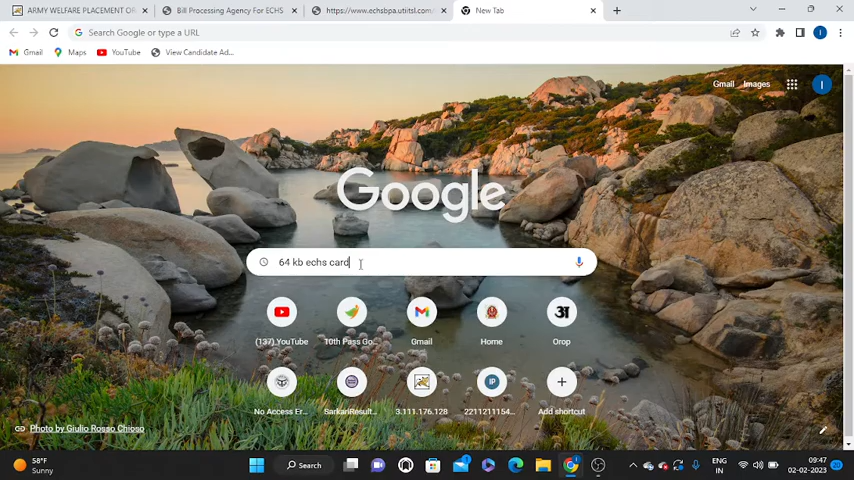 ARMY WELFARE PLACEMENT OR
Bill Processing Agency For ECHS
https://www.echsbpa.utiitsl.com/
New Tab
Search Google or type a URL
Gmail
Maps
YouTube
View Candidate Ad...
Gmail Images
I
Google
64 kb echs card
(137) YouTube
10th Pass Go...
Gmail
Home
Orop
No Access Er...
SarkariResult...
3.111.176.128
2211211154...
Add shortcut
Photo by Giulio Rosso Chioso
58°F
Sunny
Search
ENG
IN
09:47
02-02-2023